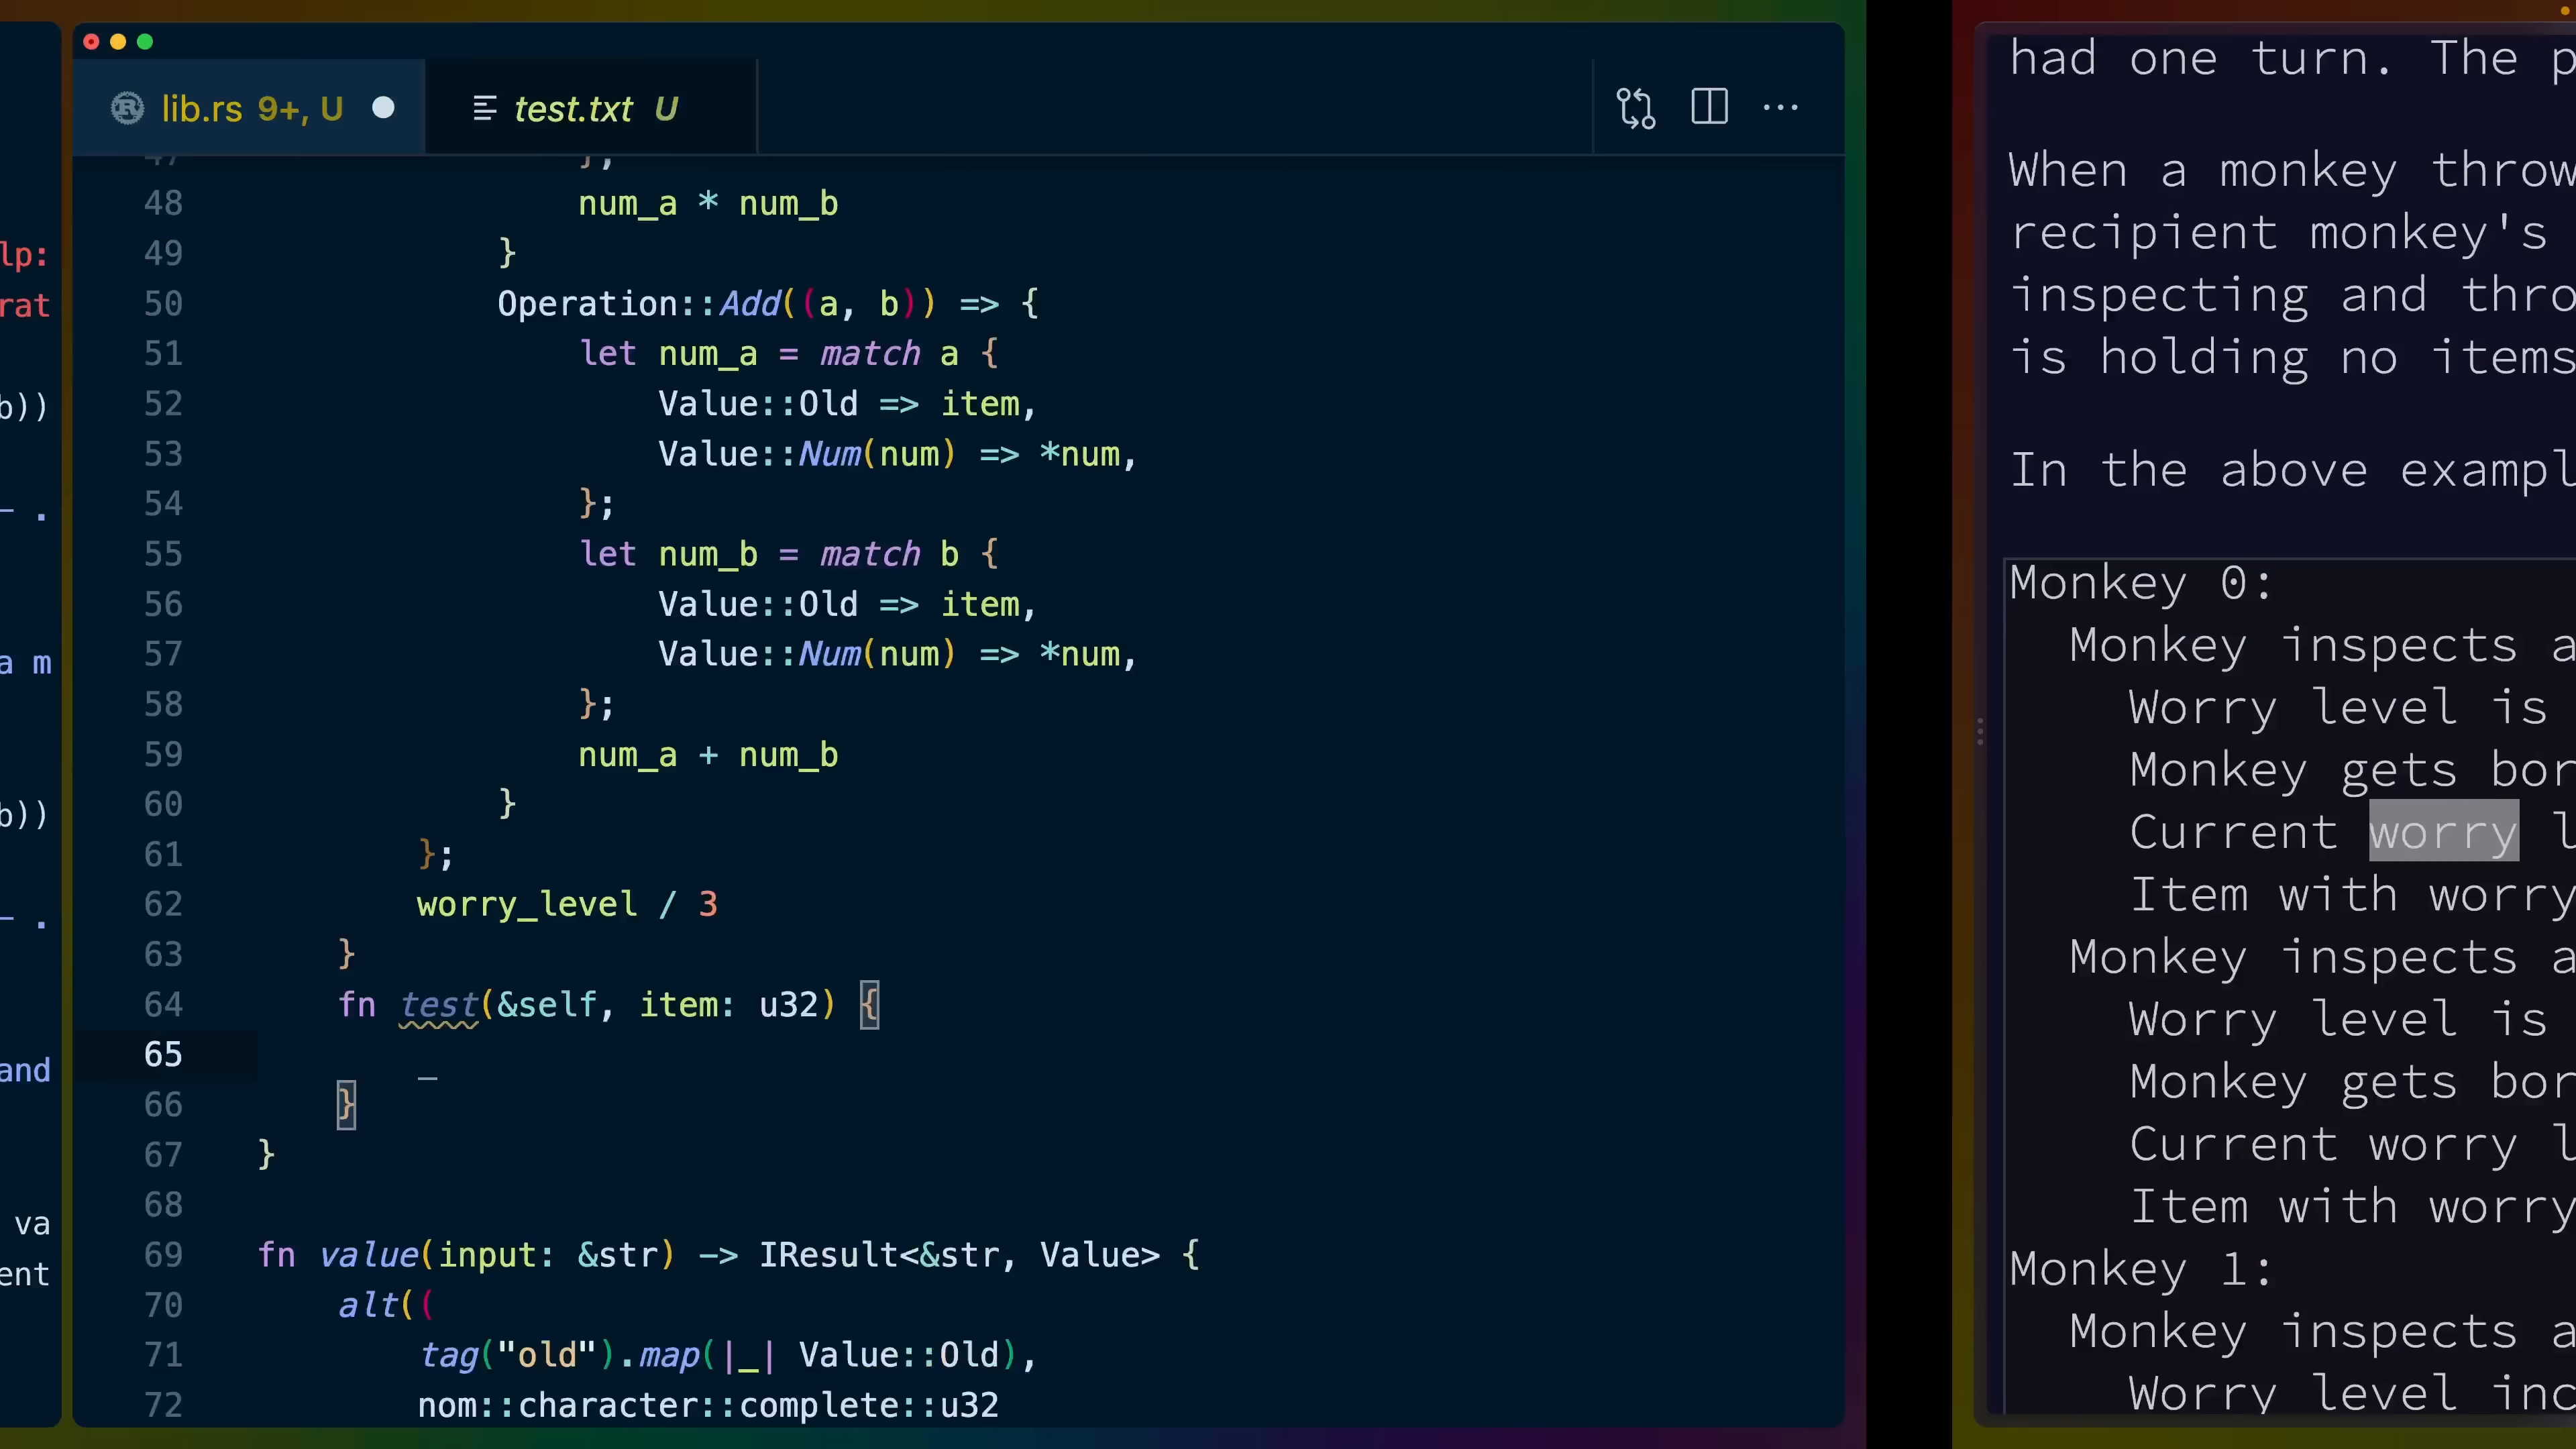 lp:
rat
b))
— .
a m
b))
— .
and
va
ent
lib.rs 9+, U
test.txt U
47 };
48 num_a * num_b
49 }
50 Operation::Add((a, b)) => {
51 let num_a = match a {
52 Value::Old => item,
53 Value::Num(num) => *num,
54 };
55 let num_b = match b {
56 Value::Old => item,
57 Value::Num(num) => *num,
58 };
59 num_a + num_b
60 }
61 };
62 worry_level / 3
63 }
64 fn test(&self, item: u32) {
65 _
66 }
67 }
68
69 fn value(input: &str) -> IResult<&str, Value> {
70 alt((
71 tag("old").map(|_| Value::Old),
72 nom::character::complete::u32
had one turn. The p
When a monkey throw
recipient monkey's
inspecting and thro
is holding no items
In the above exampl
Monkey 0:
Monkey inspects a
Worry level is
Monkey gets bor
Current worry l
Item with worry
Monkey inspects a
Worry level is
Monkey gets bor
Current worry l
Item with worry
Monkey 1:
Monkey inspects a
Worry level inc